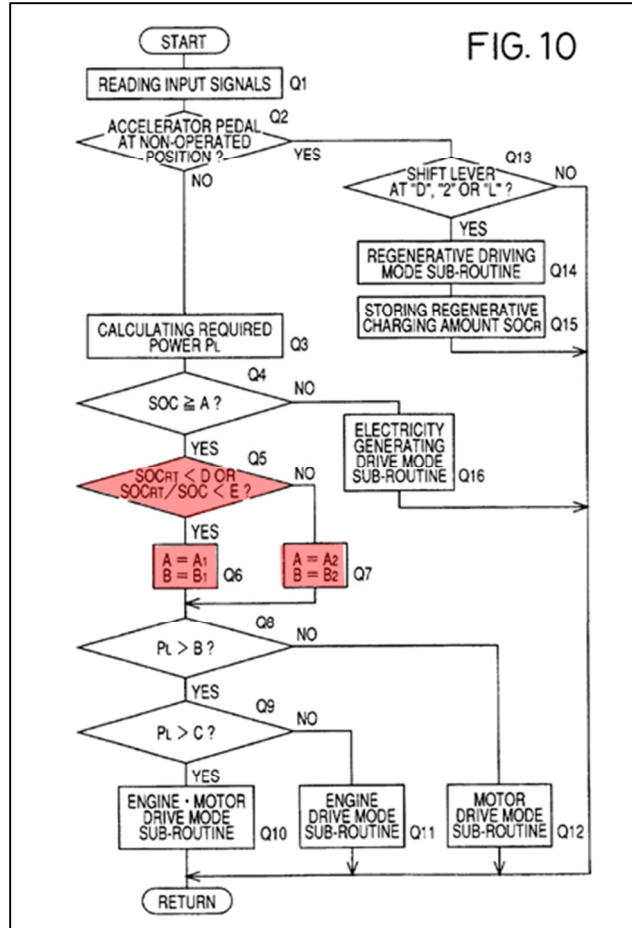 FIG. 10
START
READING INPUT SIGNALS
Q1
Q2
ACCELERATOR PEDAL
AT NON-OPERATED
POSITION ?
YES
NO
Q13
SHIFT LEVER
AT "D", "2" OR "L" ?
NO
YES
REGENERATIVE DRIVING
MODE SUB-ROUTINE
Q14
STORING REGENERATIVE
CHARGING AMOUNT SOCR
Q15
CALCULATING REQUIRED
POWER PL
Q3
Q4
SOC ≧ A ?
NO
YES
ELECTRICITY
GENERATING
DRIVE MODE
SUB-ROUTINE
Q16
Q5
SOCRT < D OR
SOCRT/SOC < E ?
NO
YES
A = A1
B = B1
Q6
A = A2
B = B2
Q7
Q8
PL > B ?
NO
YES
Q9
PL > C ?
NO
YES
ENGINE・MOTOR
DRIVE MODE
SUB-ROUTINE
Q10
ENGINE
DRIVE MODE
SUB-ROUTINE
Q11
MOTOR
DRIVE MODE
SUB-ROUTINE
Q12
RETURN